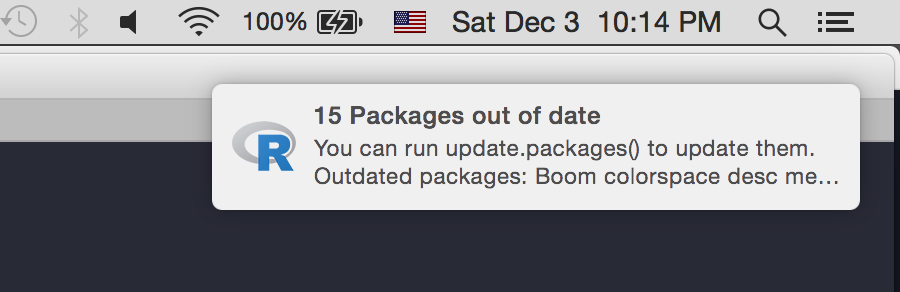 100% Sat Dec 3 10:14 PM
15 Packages out of date
R You can run update.packages() to update them.
Outdated packages: Boom colorspace desc me…